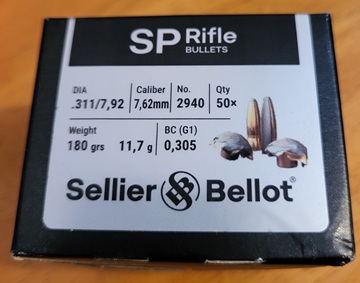 SP Rifle
BULLETS
DIA Caliber No. Qty
.311/7,92 7,62mm 2940 50×
Weight BC (G1)
180 grs 11,7 g 0,305
Sellier SB Bellot®